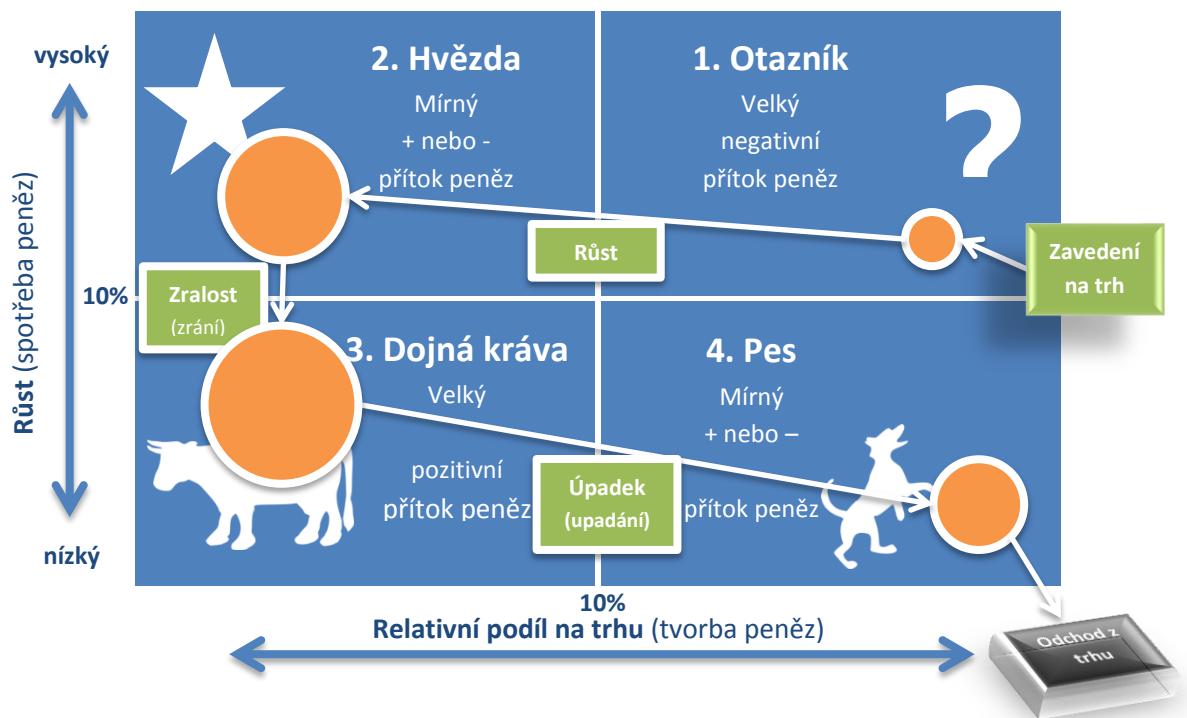 vysoký
2. Hvězda
Mírný
+ nebo -
přítok peněz
1. Otazník
Velký
negativní
přítok peněz
?
Růst
Zavedení
na trh
Růst (spotřeba peněz)
10%
Zralost
(zrání)
3. Dojná kráva
Velký
pozitivní
přítok peněz
4. Pes
Mírný
+ nebo –
přítok peněz
Úpadek
(upadání)
nízký
10%
Relativní podíl na trhu (tvorba peněz)
Odchod z
trhu